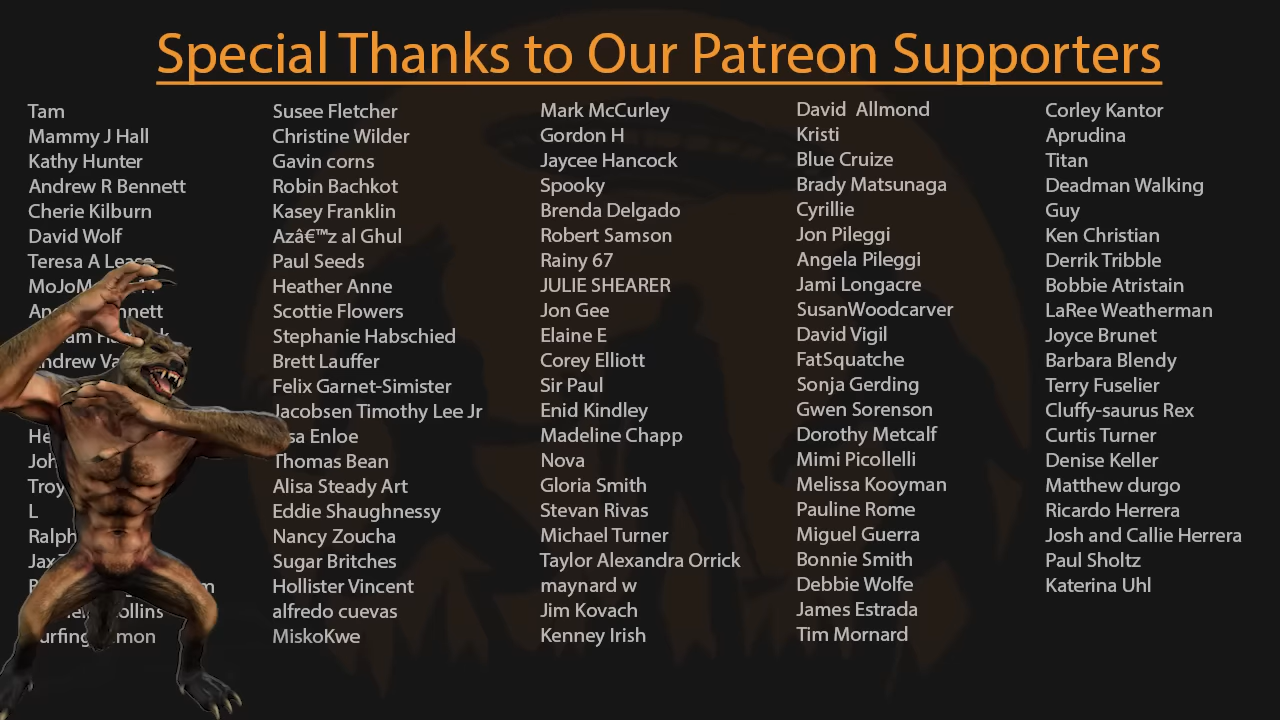 Special Thanks to Our Patreon Supporters
Tam
Mammy J Hall
Kathy Hunter
Andrew R Bennett
Cherie Kilburn
David Wolf
Teresa A
L
Susee Fletcher
Christine Wilder
Gavin corns
Robin Bachkot
Kasey Franklin
Azâ€™z al Ghul
Paul Seeds
Heather Anne
Scottie Flowers
Stephanie Habschied
Brett Lauffer
Felix Garnet-Simister
Jacobsen Timothy Lee Jr
Enloe
Thomas Bean
Alisa Steady Art
Eddie Shaughnessy
Nancy Zoucha
Sugar Britches
Hollister Vincent
alfredo cuevas
MiskoKwe
Mark McCurley
Gordon H
Jaycee Hancock
Spooky
Brenda Delgado
Robert Samson
Rainy 67
JULIE SHEARER
Jon Gee
Elaine E
Corey Elliott
Sir Paul
Enid Kindley
Madeline Chapp
Nova
Gloria Smith
Stevan Rivas
Michael Turner
Taylor Alexandra Orrick
maynard w
Jim Kovach
Kenney Irish
David  Allmond
Kristi
Blue Cruize
Brady Matsunaga
Cyrillie
Jon Pileggi
Angela Pileggi
Jami Longacre
SusanWoodcarver
David Vigil
FatSquatche
Sonja Gerding
Gwen Sorenson
Dorothy Metcalf
Mimi Picollelli
Melissa Kooyman
Pauline Rome
Miguel Guerra
Bonnie Smith
Debbie Wolfe
James Estrada
Tim Mornard
Corley Kantor
Aprudina
Titan
Deadman Walking
Guy
Ken Christian
Derrik Tribble
Bobbie Atristain
LaRee Weatherman
Joyce Brunet
Barbara Blendy
Terry Fuselier
Cluffy-saurus Rex
Curtis Turner
Denise Keller
Matthew durgo
Ricardo Herrera
Josh and Callie Herrera
Paul Sholtz
Katerina Uhl